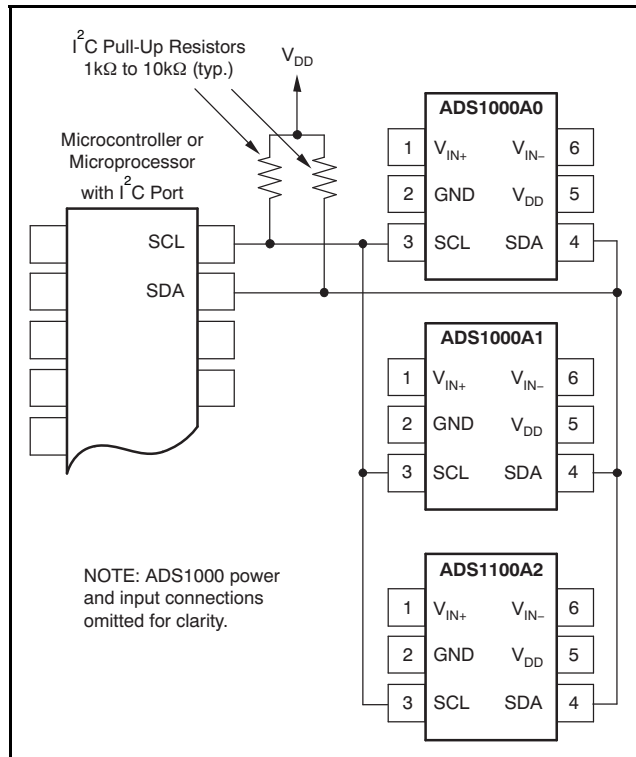 I²C Pull-Up Resistors
1kΩ to 10kΩ (typ.)
V_DD
Microcontroller or
Microprocessor
with I²C Port
SCL
SDA
ADS1000A0
1 V_IN+ V_IN– 6
2 GND V_DD 5
3 SCL SDA 4
ADS1000A1
1 V_IN+ V_IN– 6
2 GND V_DD 5
3 SCL SDA 4
ADS1100A2
1 V_IN+ V_IN– 6
2 GND V_DD 5
3 SCL SDA 4
NOTE: ADS1000 power
and input connections
omitted for clarity.